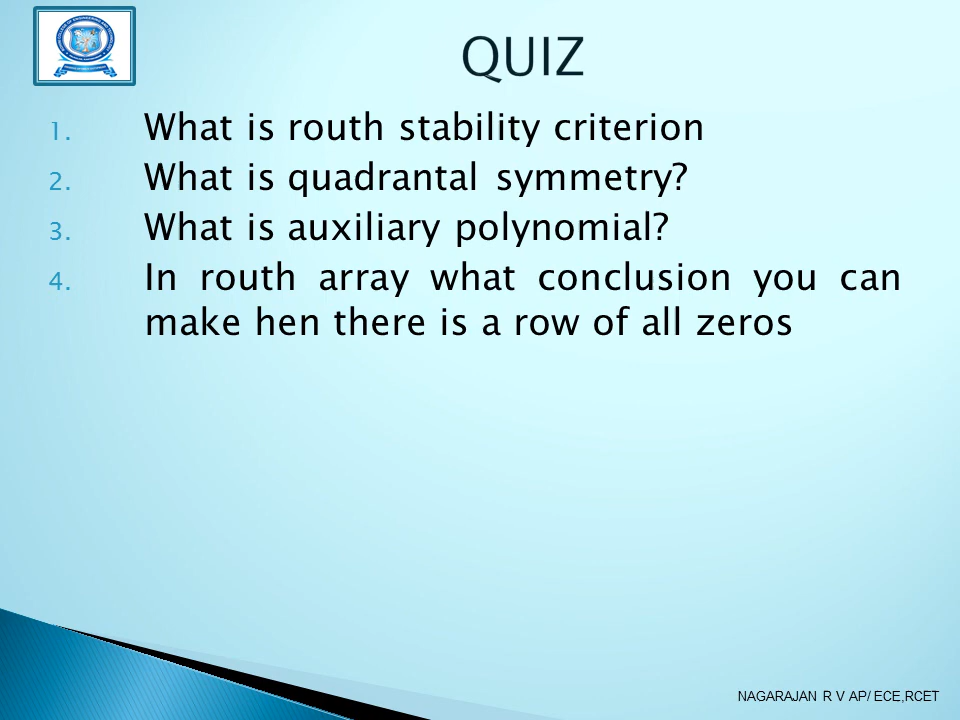 QUIZ
1. What is routh stability criterion
2. What is quadrantal symmetry?
3. What is auxiliary polynomial?
4. In routh array what conclusion you can
make hen there is a row of all zeros
NAGARAJAN R V AP/ ECE,RCET